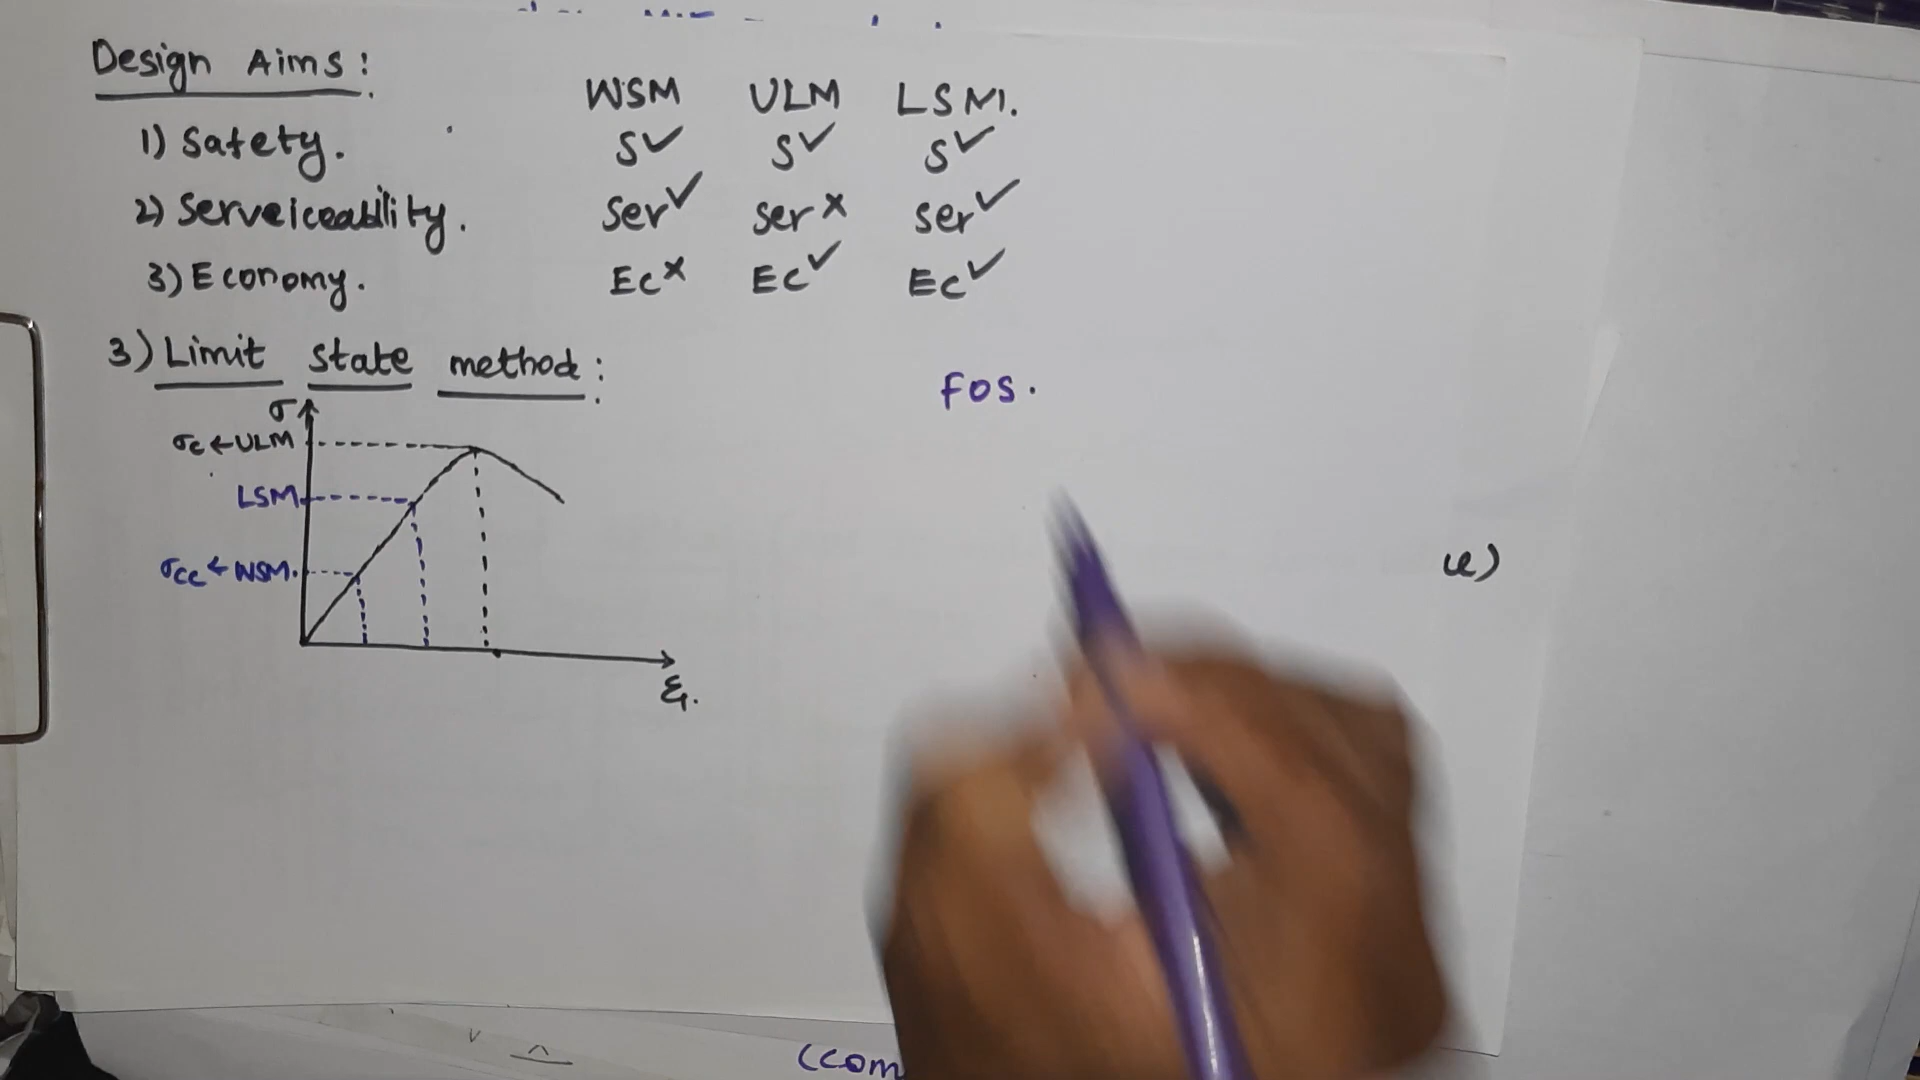 Design Aims:
WSM ULM LSM.
1) Safety. S✓ S✓ S✓
2) Serveiceability. Ser✓ Ser× Ser✓
3) Economy. Ec× Ec✓ Ec✓
3) Limit state method:
FOS.
σ
σc ← ULM
LSM
σcc ← WSM.
ε
(com